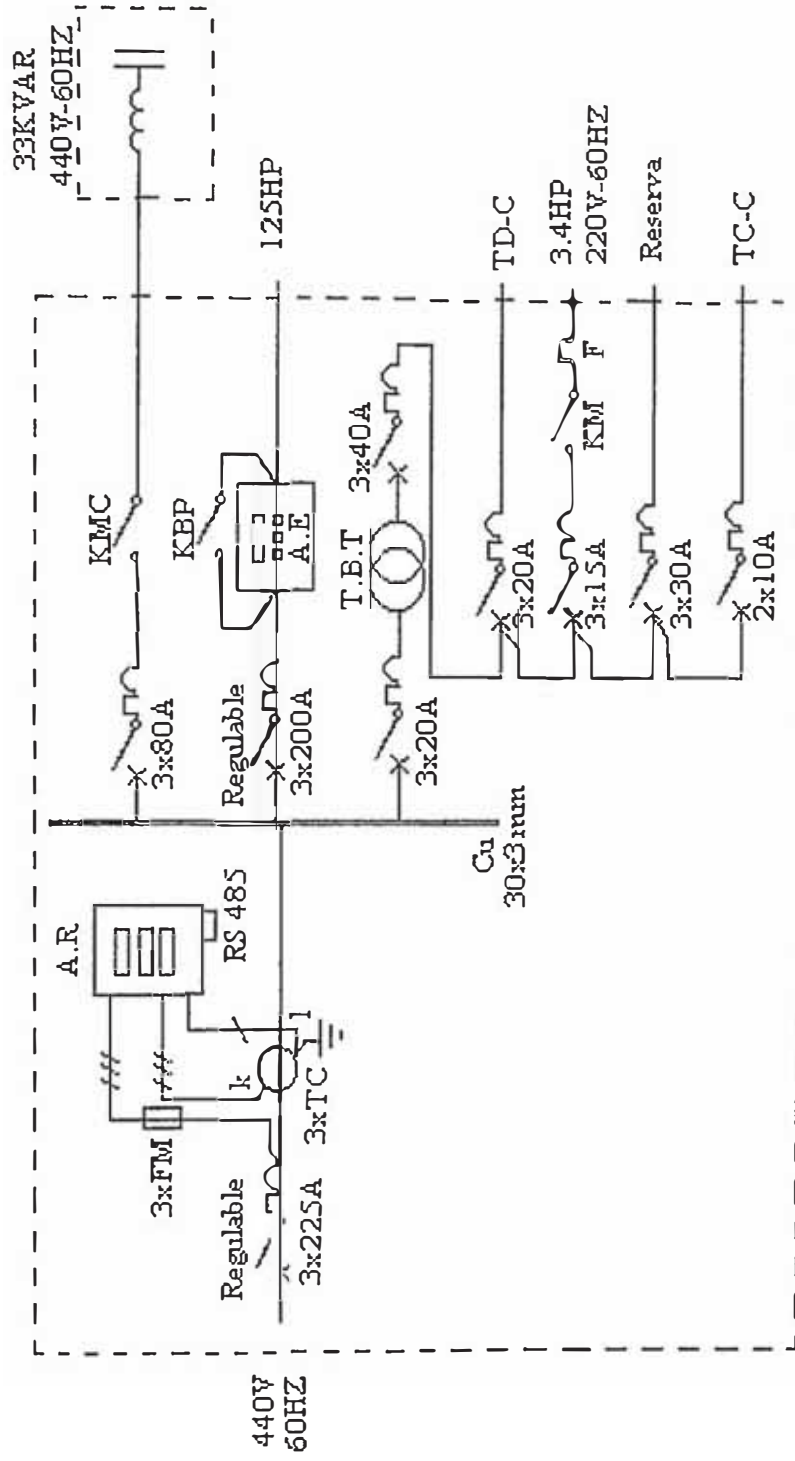 440V
60HZ
Regulable
3x225A
3xFM
k
l
3xTC
A.R
RS 485
Cu
30x3mm
3x80A
KMC
33KVAR
440V-60HZ
Regulable
3x200A
KBP
A.E
125HP
3x20A
T.B.T
3x40A
3x20A
TD-C
3x15A
KM
F
3.4HP
220V-60HZ
3x30A
Reserva
2x10A
TC-C